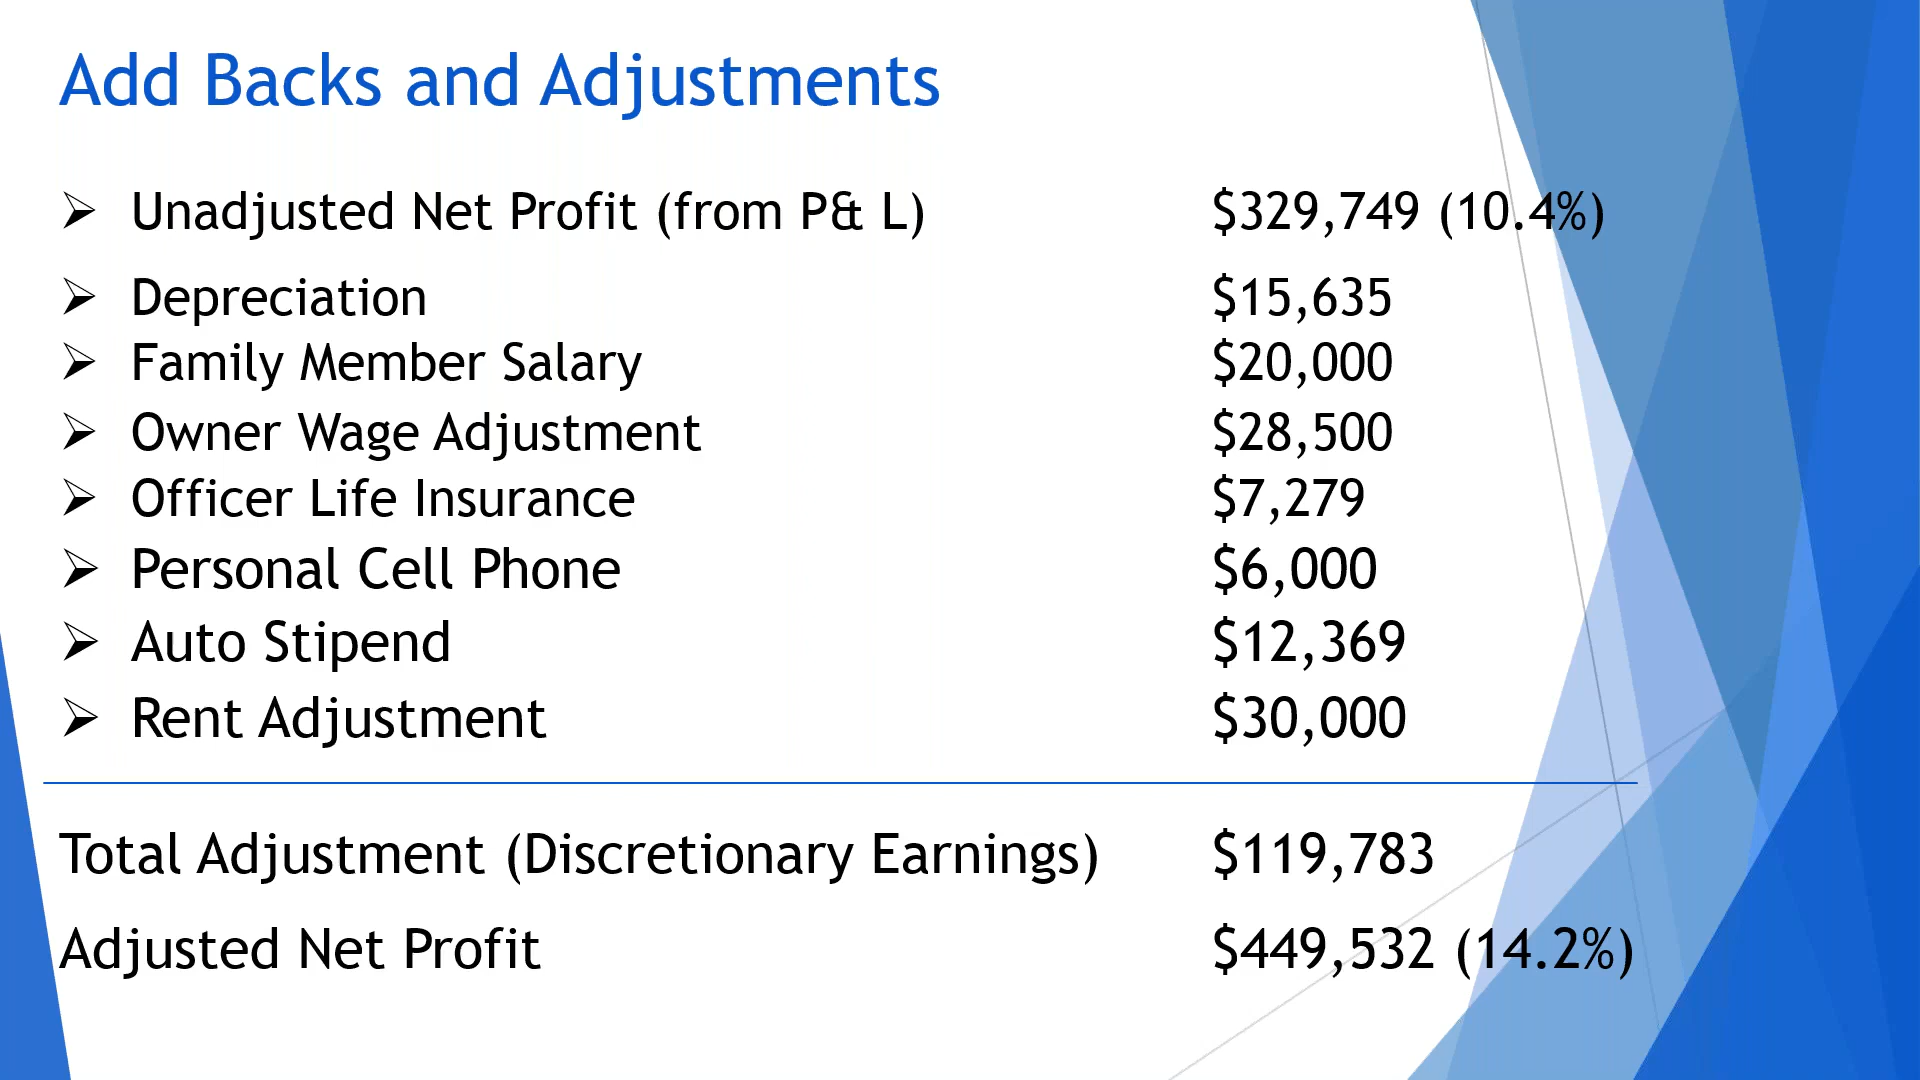 Add Backs and Adjustments
➢ Unadjusted Net Profit (from P& L) $329,749 (10.4%)
➢ Depreciation $15,635
➢ Family Member Salary $20,000
➢ Owner Wage Adjustment $28,500
➢ Officer Life Insurance $7,279
➢ Personal Cell Phone $6,000
➢ Auto Stipend $12,369
➢ Rent Adjustment $30,000
Total Adjustment (Discretionary Earnings) $119,783
Adjusted Net Profit $449,532 (14.2%)